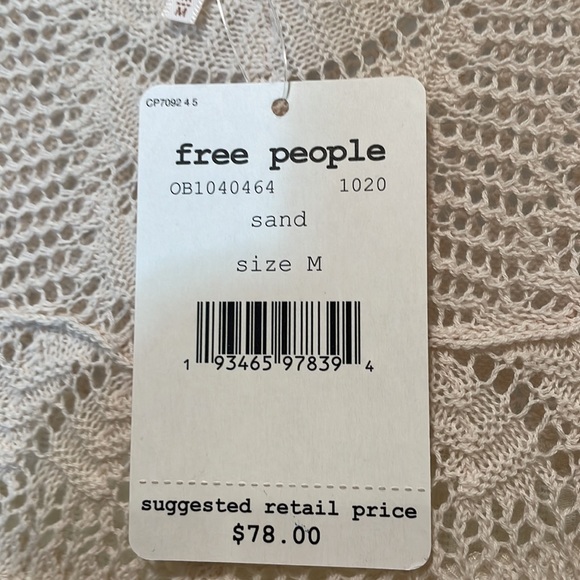 M
CP7092 4 5
free people
OB1040464 1020
sand
size M
1 93465 97839 4
suggested retail price
$78.00